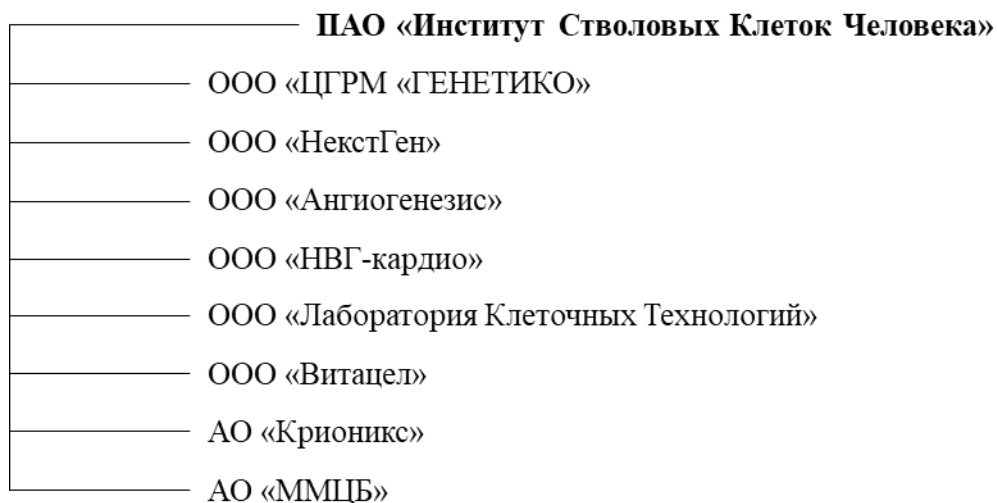 ПАО «Институт Стволовых Клеток Человека»
ООО «ЦГРМ «ГЕНЕТИКО»
ООО «НекстГен»
ООО «Ангиогенезис»
ООО «НВГ-кардио»
ООО «Лаборатория Клеточных Технологий»
ООО «Витацел»
АО «Крионикс»
АО «ММЦБ»